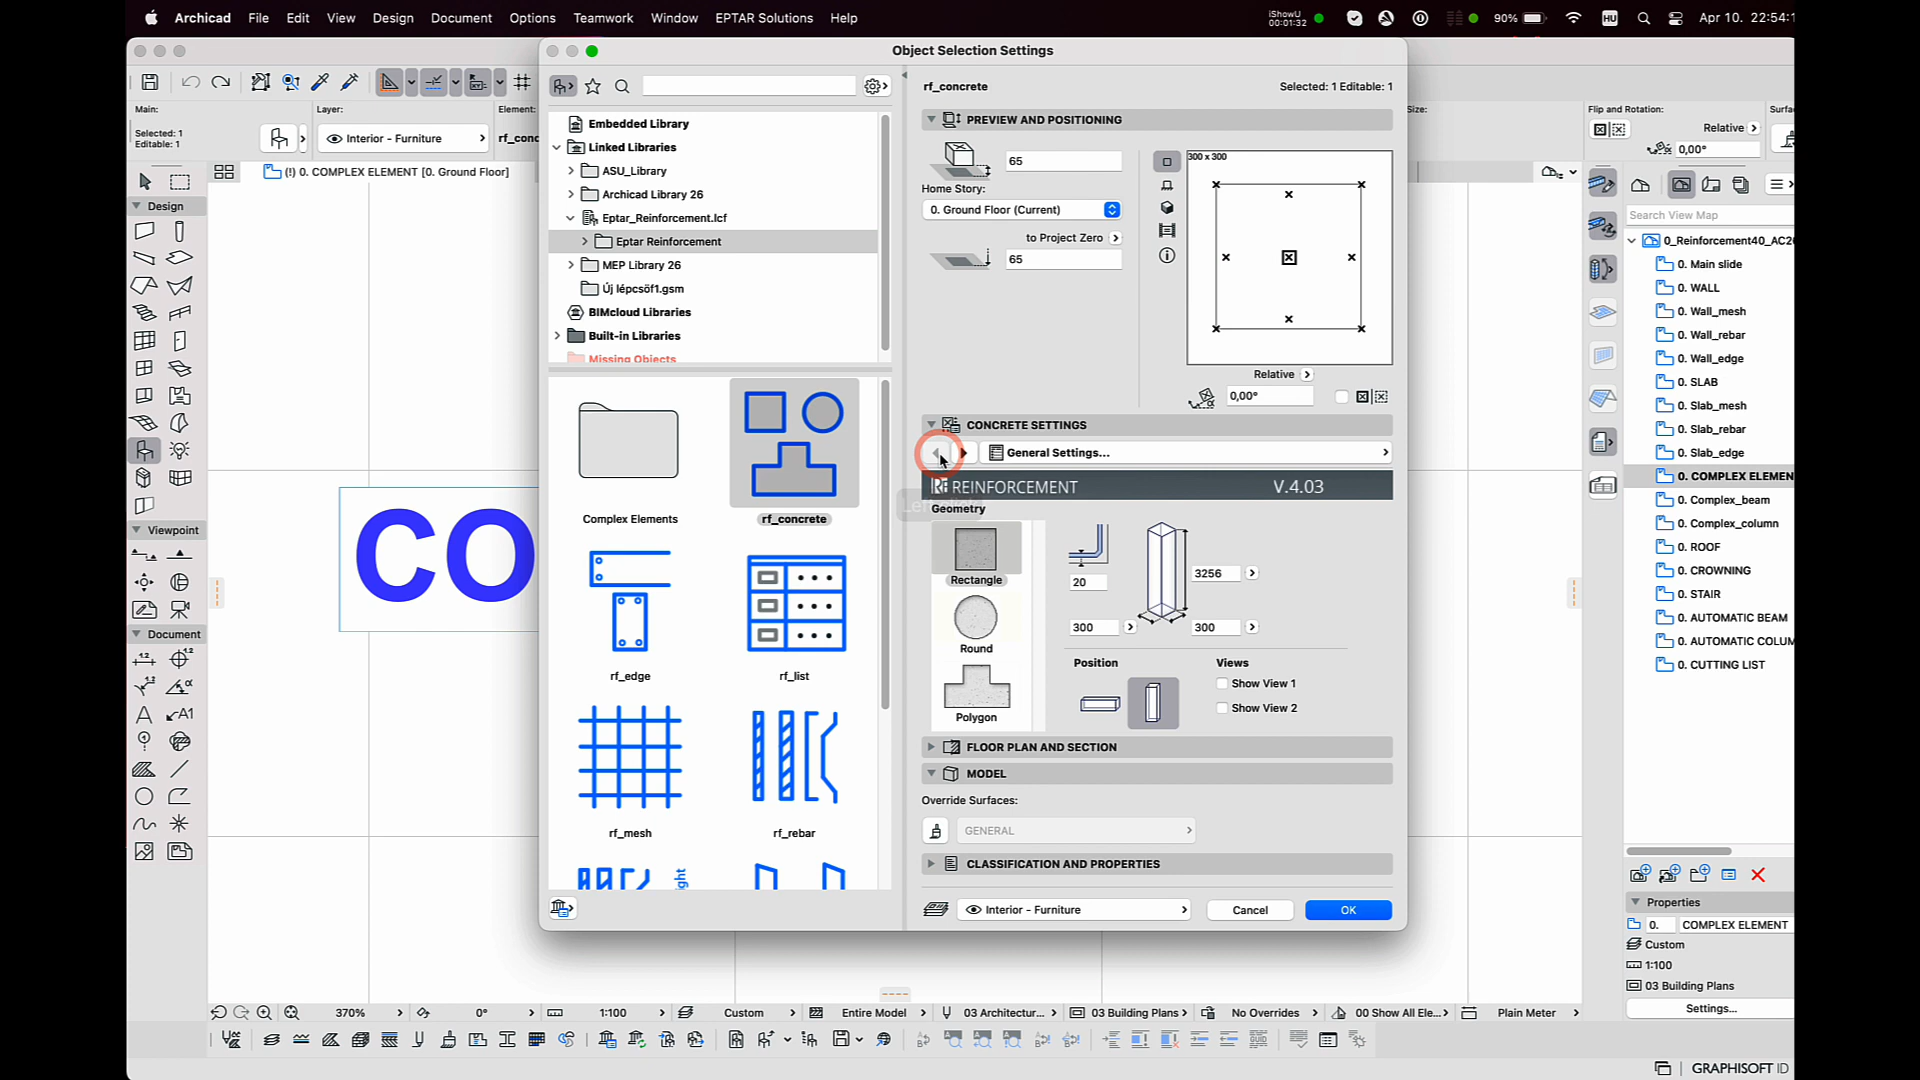 Archicad File Edit View Design Document Options Teamwork Window EPTAR Solutions Help
iShowU
00:01:32
90% HU Apr 10. 22:54:1
Object Selection Settings
Main:
Selected: 1
Editable: 1
Layer:
Interior - Furniture
Element:
rf_conc
Size:
Flip and Rotation:
Relative
0,00°
Surfa
(!) 0. COMPLEX ELEMENT [0. Ground Floor]
Design
Viewpoint
Document
CO
Embedded Library
Linked Libraries
ASU_Library
Archicad Library 26
Eptar_Reinforcement.lcf
Eptar Reinforcement
MEP Library 26
Új lépcsőf1.gsm
BIMcloud Libraries
Built-in Libraries
Missing Objects
Complex Elements
rf_concrete
rf_edge
rf_list
rf_mesh
rf_rebar
rf_concrete
Selected: 1 Editable: 1
PREVIEW AND POSITIONING
65
Home Story:
0. Ground Floor (Current)
to Project Zero
65
300 x 300
Relative
0,00°
CONCRETE SETTINGS
General Settings...
REINFORCEMENT V.4.03
Geometry
Rectangle
Round
Polygon
20
3256
300
300
Position
Views
Show View 1
Show View 2
FLOOR PLAN AND SECTION
MODEL
Override Surfaces:
GENERAL
CLASSIFICATION AND PROPERTIES
Interior - Furniture
Cancel
OK
Search View Map
0_Reinforcement40_AC2
0. Main slide
0. WALL
0. Wall_mesh
0. Wall_rebar
0. Wall_edge
0. SLAB
0. Slab_mesh
0. Slab_rebar
0. Slab_edge
0. COMPLEX ELEMEN
0. Complex_beam
0. Complex_column
0. ROOF
0. CROWNING
0. STAIR
0. AUTOMATIC BEAM
0. AUTOMATIC COLUM
0. CUTTING LIST
Properties
0. COMPLEX ELEMENT
Custom
1:100
03 Building Plans
Settings...
370% 0° 1:100 Custom Entire Model 03 Architectur... 03 Building Plans No Overrides 00 Show All Ele... Plain Meter
GRAPHISOFT ID